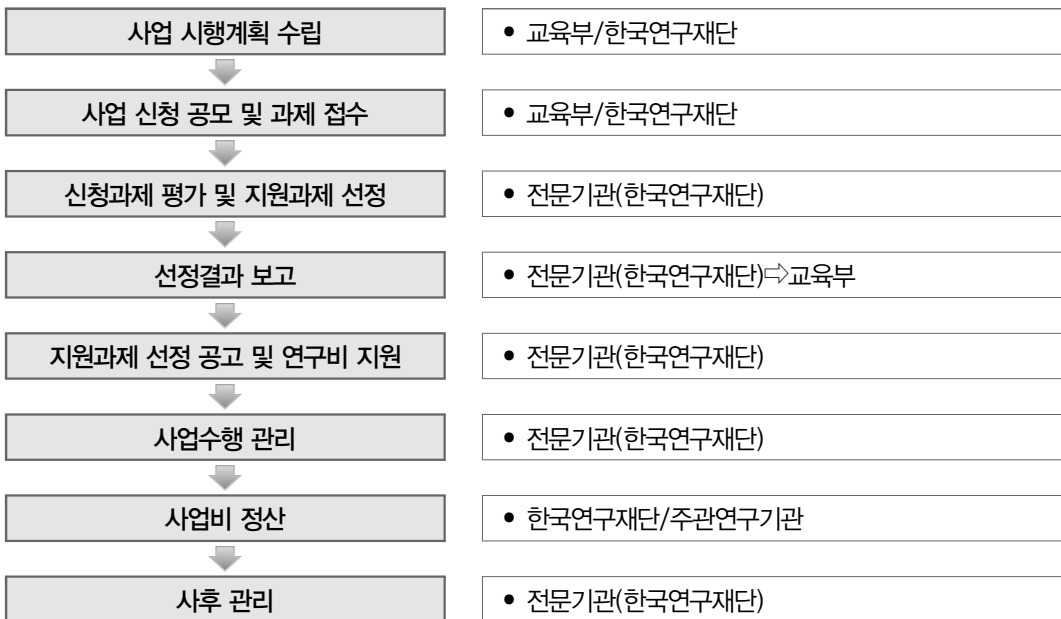 사업 시행계획 수립
• 교육부/한국연구재단
사업 신청 공모 및 과제 접수
• 교육부/한국연구재단
신청과제 평가 및 지원과제 선정
• 전문기관(한국연구재단)
선정결과 보고
• 전문기관(한국연구재단)⇨교육부
지원과제 선정 공고 및 연구비 지원
• 전문기관(한국연구재단)
사업수행 관리
• 전문기관(한국연구재단)
사업비 정산
• 한국연구재단/주관연구기관
사후 관리
• 전문기관(한국연구재단)